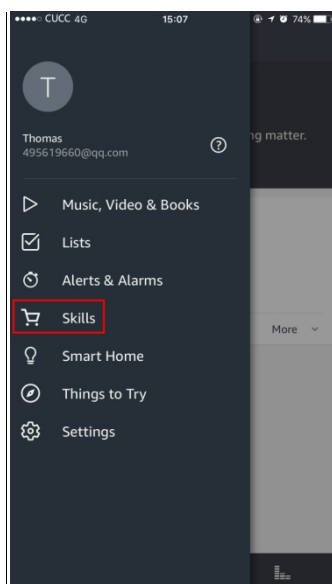 CUCC 4G 15:07 74%
T
Thomas
495619660@qq.com
ng matter.
Music, Video & Books
Lists
Alerts & Alarms
Skills
More
Smart Home
Things to Try
Settings